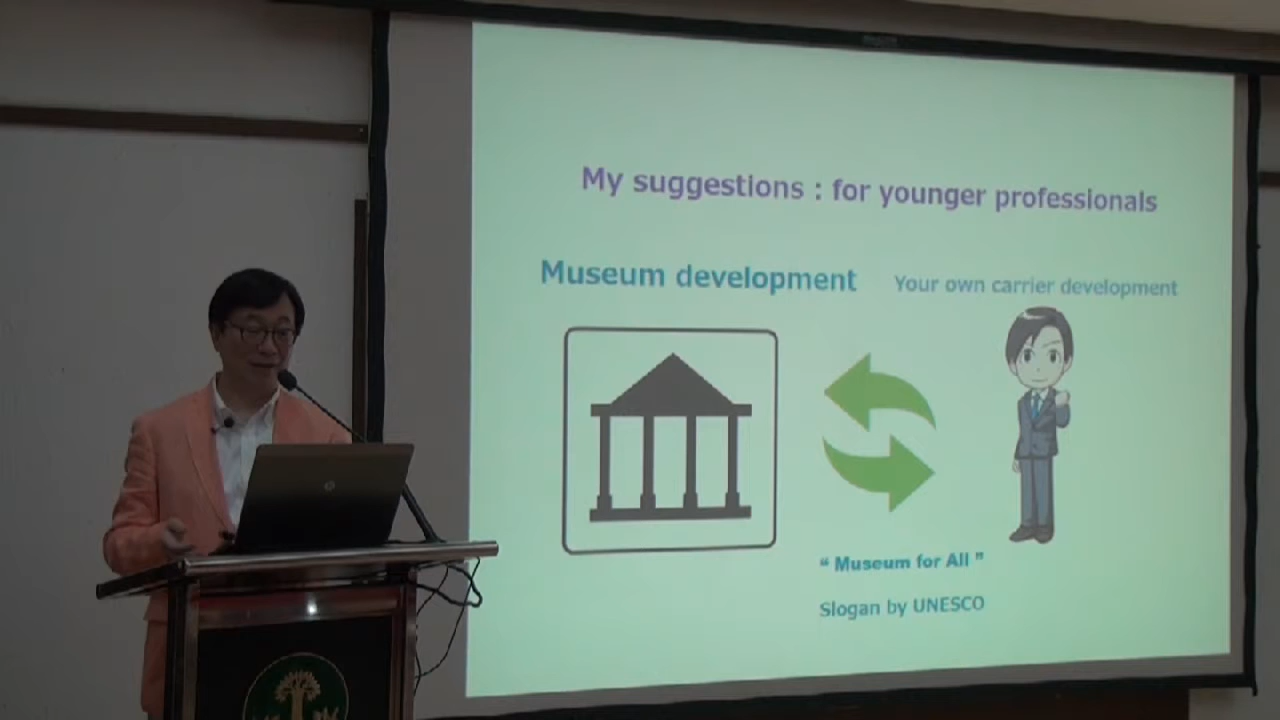 My suggestions : for younger professionals
Museum development
Your own carrier development
“ Museum for All ”
Slogan by UNESCO